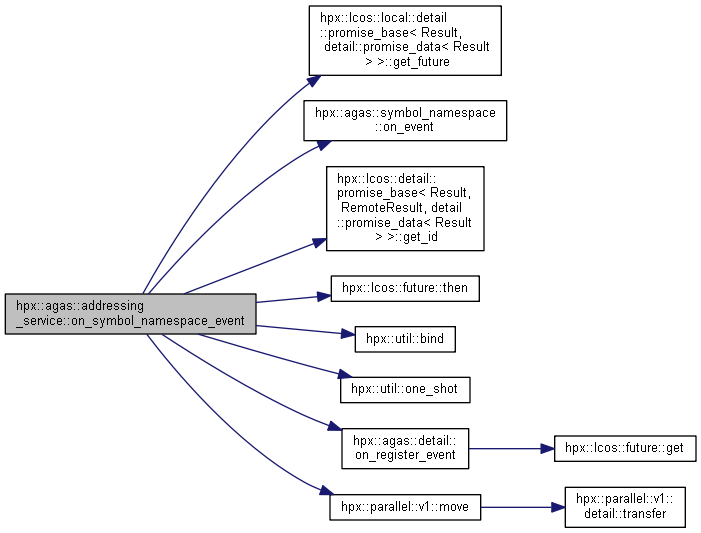 hpx::lcos::local::detail
::promise_base< Result,
detail::promise_data< Result
> >::get_future
hpx::agas::symbol_namespace
::on_event
hpx::lcos::detail::
promise_base< Result,
RemoteResult, detail
::promise_data< Result
> >::get_id
hpx::agas::addressing
_service::on_symbol_namespace_event
hpx::lcos::future::then
hpx::util::bind
hpx::util::one_shot
hpx::agas::detail::
on_register_event
hpx::lcos::future::get
hpx::parallel::v1::move
hpx::parallel::v1::
detail::transfer